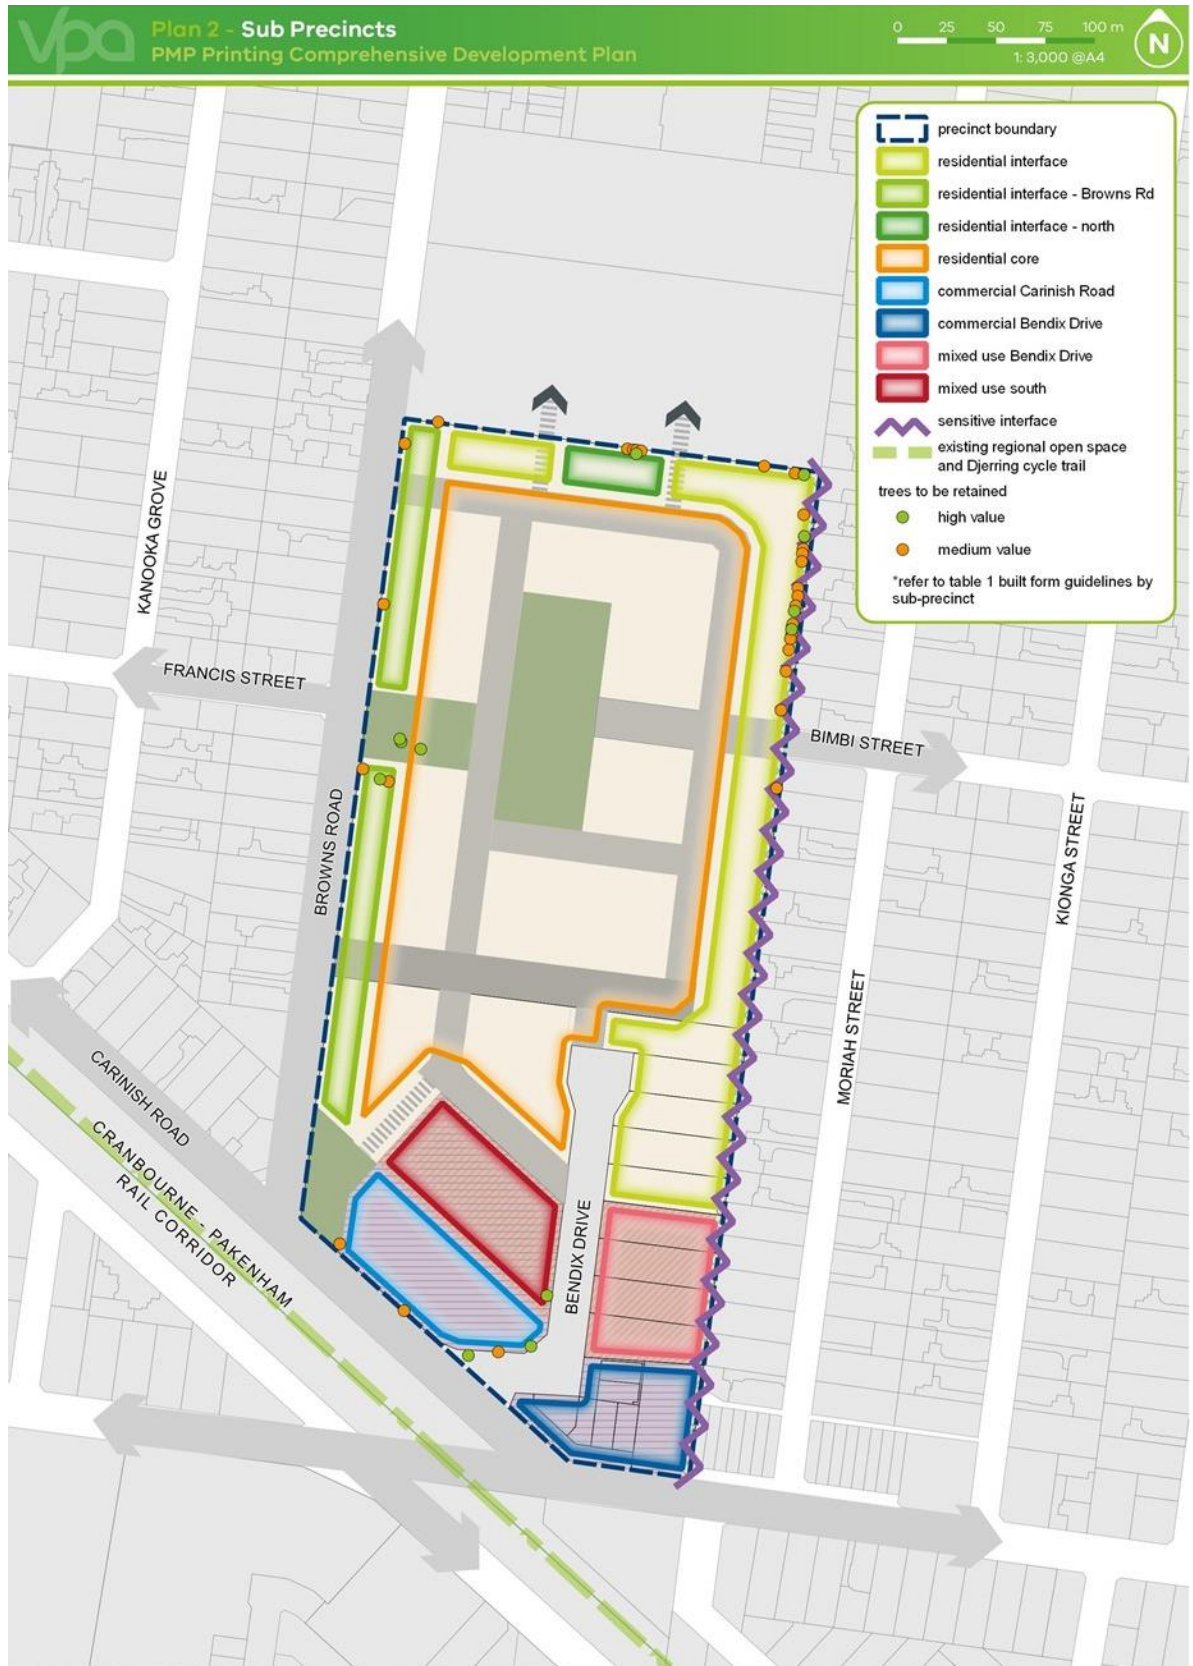 vpa
Plan 2 - Sub Precincts
PMP Printing Comprehensive Development Plan
0 25 50 75 100 m
1: 3,000 @A4
N
precinct boundary
residential interface
residential interface - Browns Rd
residential interface - north
residential core
commercial Carinish Road
commercial Bendix Drive
mixed use Bendix Drive
mixed use south
sensitive interface
existing regional open space
and Djerring cycle trail
trees to be retained
high value
medium value
*refer to table 1 built form guidelines by
sub-precinct
KANOOKA GROVE
FRANCIS STREET
BIMBI STREET
BROWNS ROAD
KIONGA STREET
MORIAH STREET
CARINISH ROAD
CRANBOURNE - PAKENHAM
RAIL CORRIDOR
BENDIX DRIVE